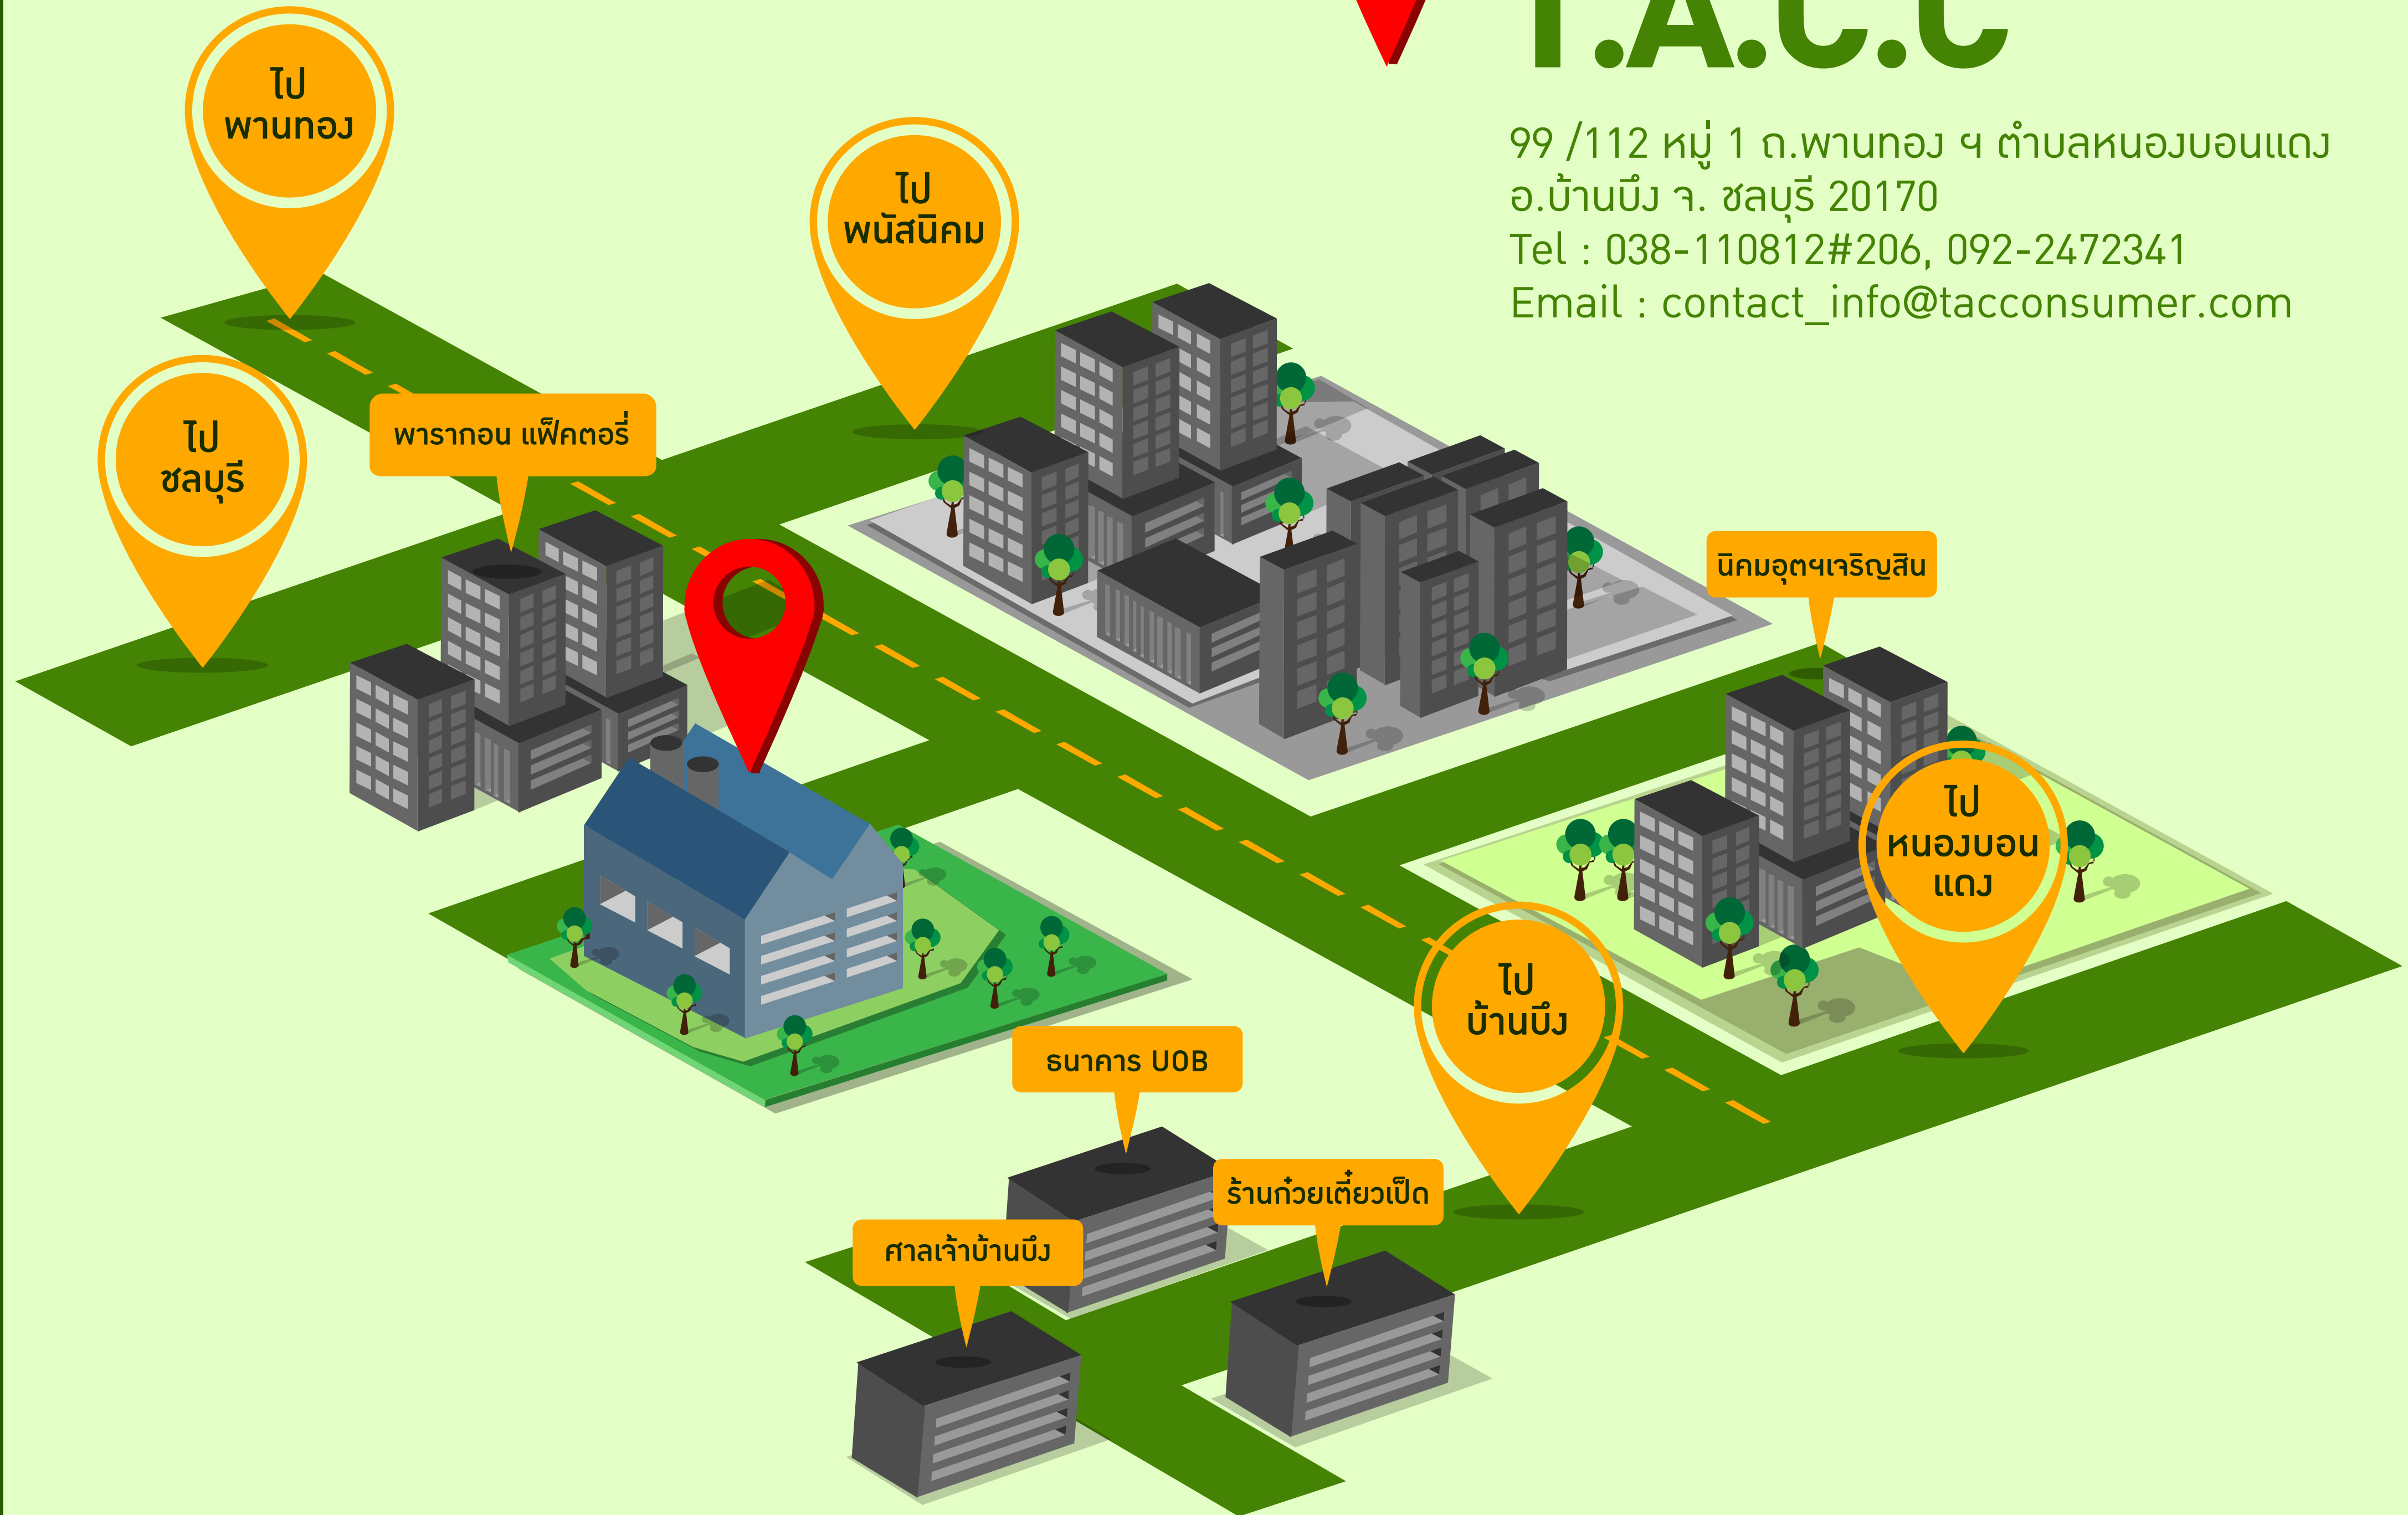 T.A.C.C
99 /112 หมู่ 1 ถ.พานทอง ฯ ตำบลหนองบอนแดง
อ.บ้านบึง จ. ชลบุรี 20170
Tel : 038-110812#206, 092-2472341
Email : contact_info@tacconsumer.com
ไป
พานทอง
ไป
พนัสนิคม
ไป
ชลบุรี
พารากอน แฟ็คตอรี่
นิคมอุตฯเจริญสิน
ไป
หนองบอน
แดง
ไป
บ้านบึง
ธนาคาร UOB
ร้านก๋วยเตี๋ยวเป็ด
ศาลเจ้าบ้านบึง